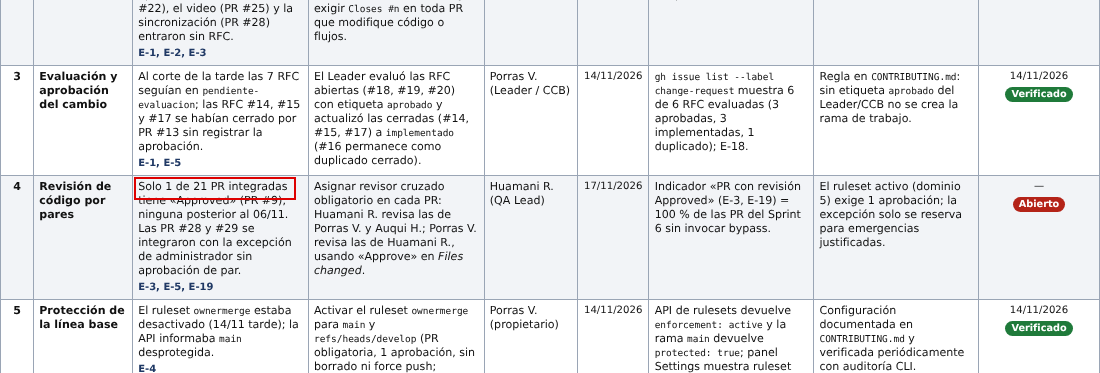 #22), el video (PR #25) y la
sincronización (PR #28)
entraron sin RFC.
E-1, E-2, E-3
exigir Closes #n en toda PR
que modifique código o
flujos.
3
Evaluación y
aprobación
del cambio
Al corte de la tarde las 7 RFC
seguían en pendiente-
evaluacion; las RFC #14, #15
y #17 se habían cerrado por
PR #13 sin registrar la
aprobación.
E-1, E-5
El Leader evaluó las RFC
abiertas (#18, #19, #20)
con etiqueta aprobado y
actualizó las cerradas (#14,
#15, #17) a implementado
(#16 permanece como
duplicado cerrado).
Porras V.
(Leader / CCB)
14/11/2026
gh issue list --label
change-request muestra 6
de 6 RFC evaluadas (3
aprobadas, 3
implementadas, 1
duplicado); E-18.
Regla en CONTRIBUTING.md:
sin etiqueta aprobado del
Leader/CCB no se crea la
rama de trabajo.
14/11/2026
Verificado
4
Revisión de
código por
pares
Solo 1 de 21 PR integradas
tiene «Approved» (PR #9),
ninguna posterior al 06/11.
Las PR #28 y #29 se
integraron con la excepción
de administrador sin
aprobación de par.
E-3, E-5, E-19
Asignar revisor cruzado
obligatorio en cada PR:
Huamani R. revisa las de
Porras V. y Auqui H.; Porras V.
revisa las de Huamani R.,
usando «Approve» en Files
changed.
Huamani R.
(QA Lead)
17/11/2026
Indicador «PR con revisión
Approved» (E-3, E-19) =
100 % de las PR del Sprint
6 sin invocar bypass.
El ruleset activo (dominio
5) exige 1 aprobación; la
excepción solo se reserva
para emergencias
justificadas.
—
Abierto
5
Protección de
la línea base
El ruleset ownermerge estaba
desactivado (14/11 tarde); la
API informaba main
desprotegida.
E-4
Activar el ruleset ownermerge
para main y
refs/heads/develop (PR
obligatoria, 1 aprobación, sin
borrado ni force push;
Porras V.
(propietario)
14/11/2026
API de rulesets devuelve
enforcement: active y la
rama main devuelve
protected: true; panel
Settings muestra ruleset
Configuración
documentada en
CONTRIBUTING.md y
verificada periódicamente
con auditoría CLI.
14/11/2026
Verificado